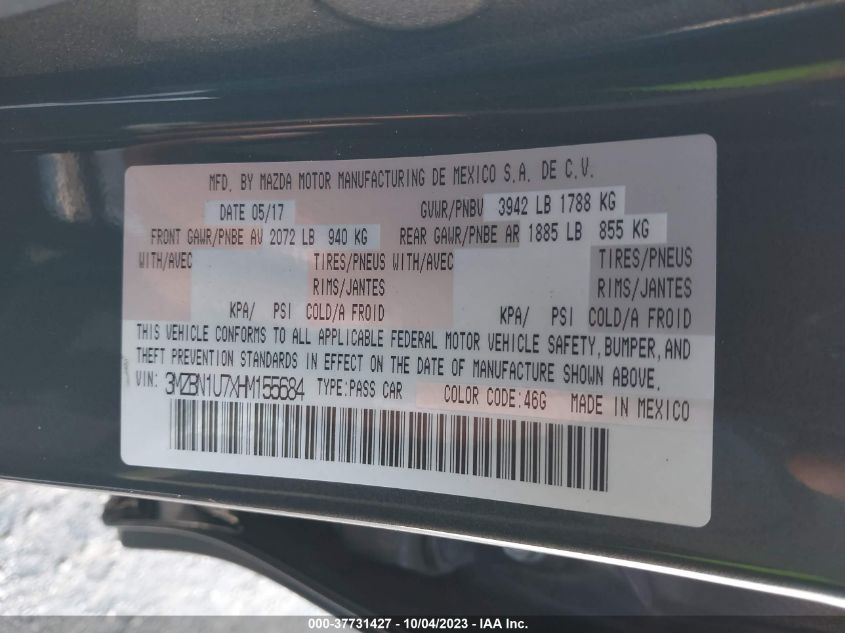 MFD. BY MAZDA MOTOR MANUFACTURING DE MEXICO S.A. DE C.V.
DATE 05/17 GVWR/PNBV 3942 LB 1788 KG
FRONT GAWR/PNBE AV 2072 LB 940 KG REAR GAWR/PNBE AR 1885 LB 855 KG
WITH/AVEC TIRES/PNEUS WITH/AVEC TIRES/PNEUS
RIMS/JANTES RIMS/JANTES
KPA/ PSI COLD/A FROID KPA/ PSI COLD/A FROID
THIS VEHICLE CONFORMS TO ALL APPLICABLE FEDERAL MOTOR VEHICLE SAFETY, BUMPER, AND
THEFT PREVENTION STANDARDS IN EFFECT ON THE DATE OF MANUFACTURE SHOWN ABOVE.
VIN: 3MZBN1U7XHM155684 TYPE:PASS CAR COLOR CODE:46G MADE IN MEXICO
000-37731427 - 10/04/2023 - IAA Inc.